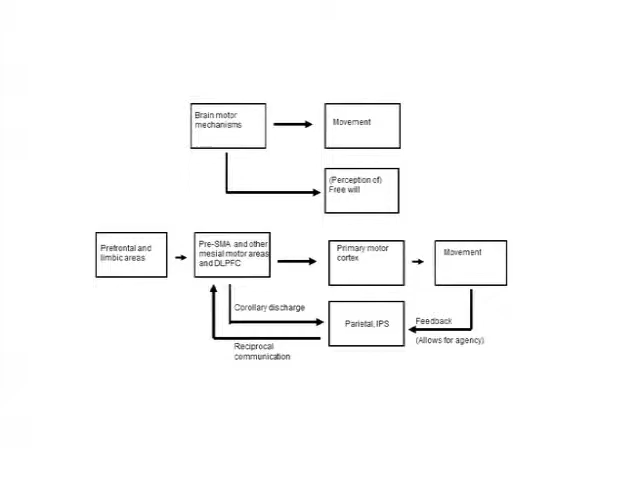 Brain motor
mechanisms
Movement
(Perception of)
Free will
Prefrontal and
limbic areas
Pre-SMA and other
mesial motor areas
and DLPFC
Primary motor
cortex
Movement
Corollary discharge
Parietal, IPS
Feedback
(Allows for agency)
Reciprocal
communication